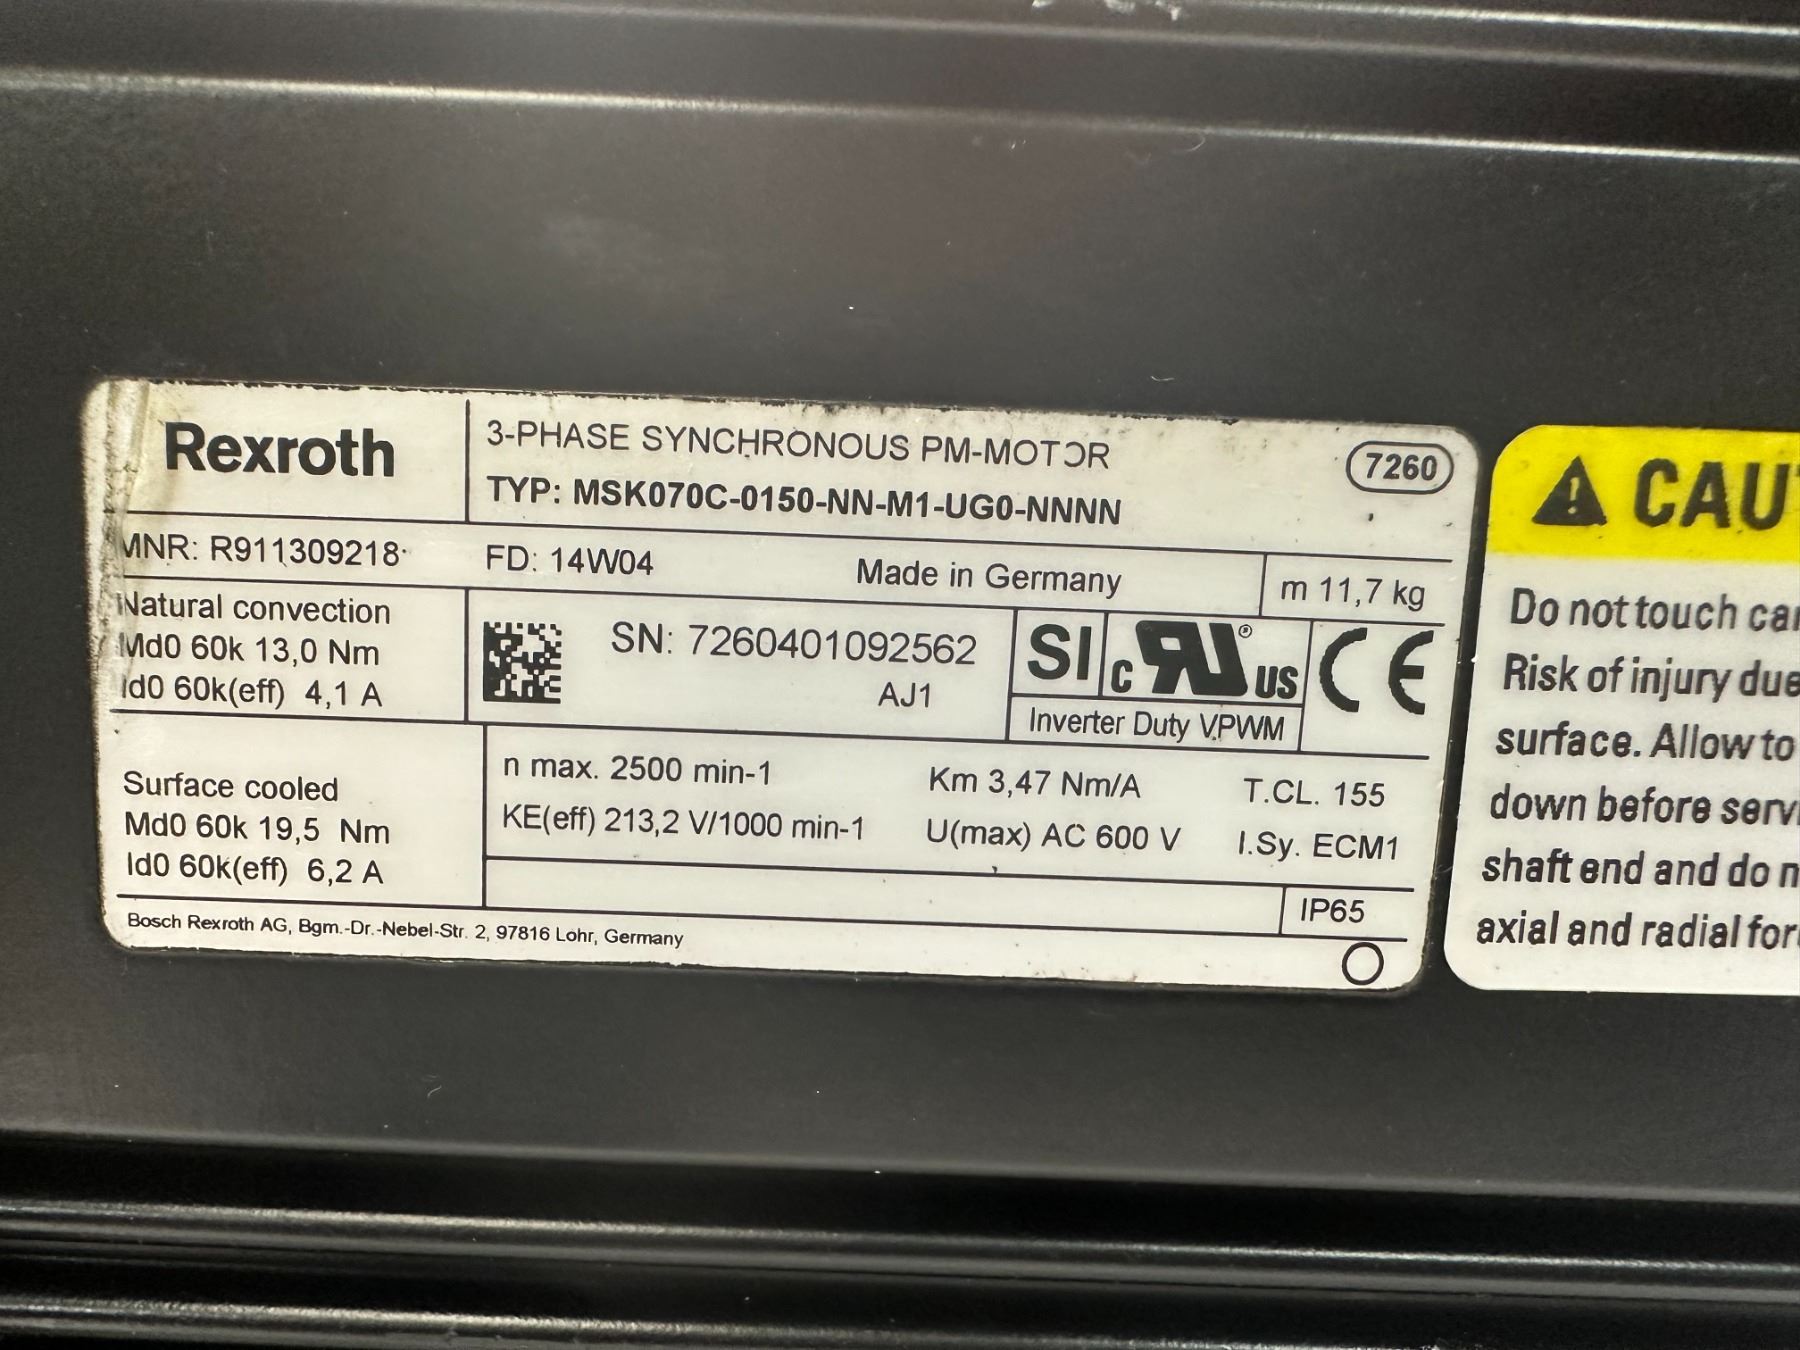 Rexroth
3-PHASE SYNCHRONOUS PM-MOTOR
7260
TYP: MSK070C-0150-NN-M1-UG0-NNNN
MNR: R911309218
FD: 14W04
Made in Germany
m 11,7 kg
Natural convection
Md0 60k 13,0 Nm
Id0 60k(eff) 4,1 A
SN: 7260401092562
AJ1
SI
c RU ® US
CE
Inverter Duty VPWM
Surface cooled
Md0 60k 19,5 Nm
Id0 60k(eff) 6,2 A
n max. 2500 min-1
Km 3,47 Nm/A
T.CL. 155
KE(eff) 213,2 V/1000 min-1
U(max) AC 600 V
I.Sy. ECM1
IP65
Bosch Rexroth AG, Bgm.-Dr.-Nebel-Str. 2, 97816 Lohr, Germany
CAU
Do not touch
Risk of injury due
surface. Allow to
down before
shaft end and do
axial and radial